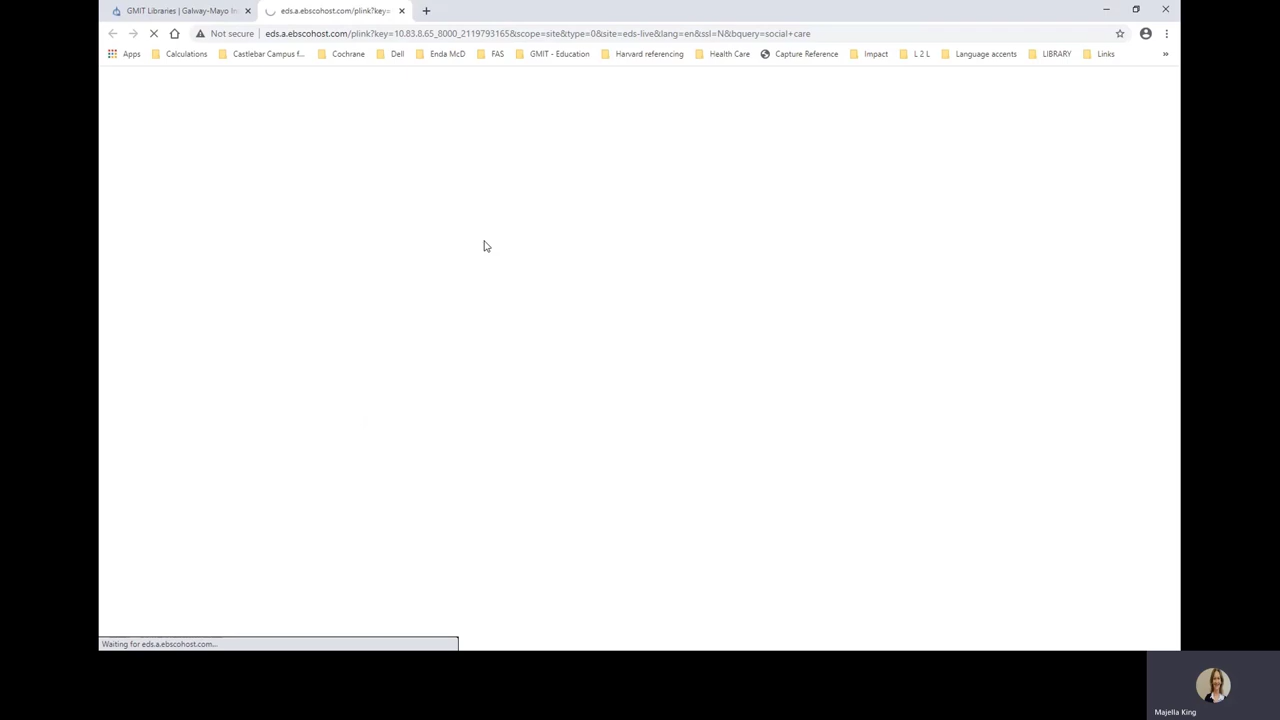 GMIT Libraries | Galway-Mayo In
eds.a.ebscohost.com/plink?key=
Not secure
eds.a.ebscohost.com/plink?key=10.83.8.65_8000_2119793165&scope=site&type=0&site=eds-live&lang=en&ssl=N&bquery=social+care
Apps Calculations Castlebar Campus f... Cochrane Dell Enda McD FAS GMIT - Education Harvard referencing Health Care Capture Reference Impact L 2 L Language accents LIBRARY Links »
Waiting for eds.a.ebscohost.com...
Majella King